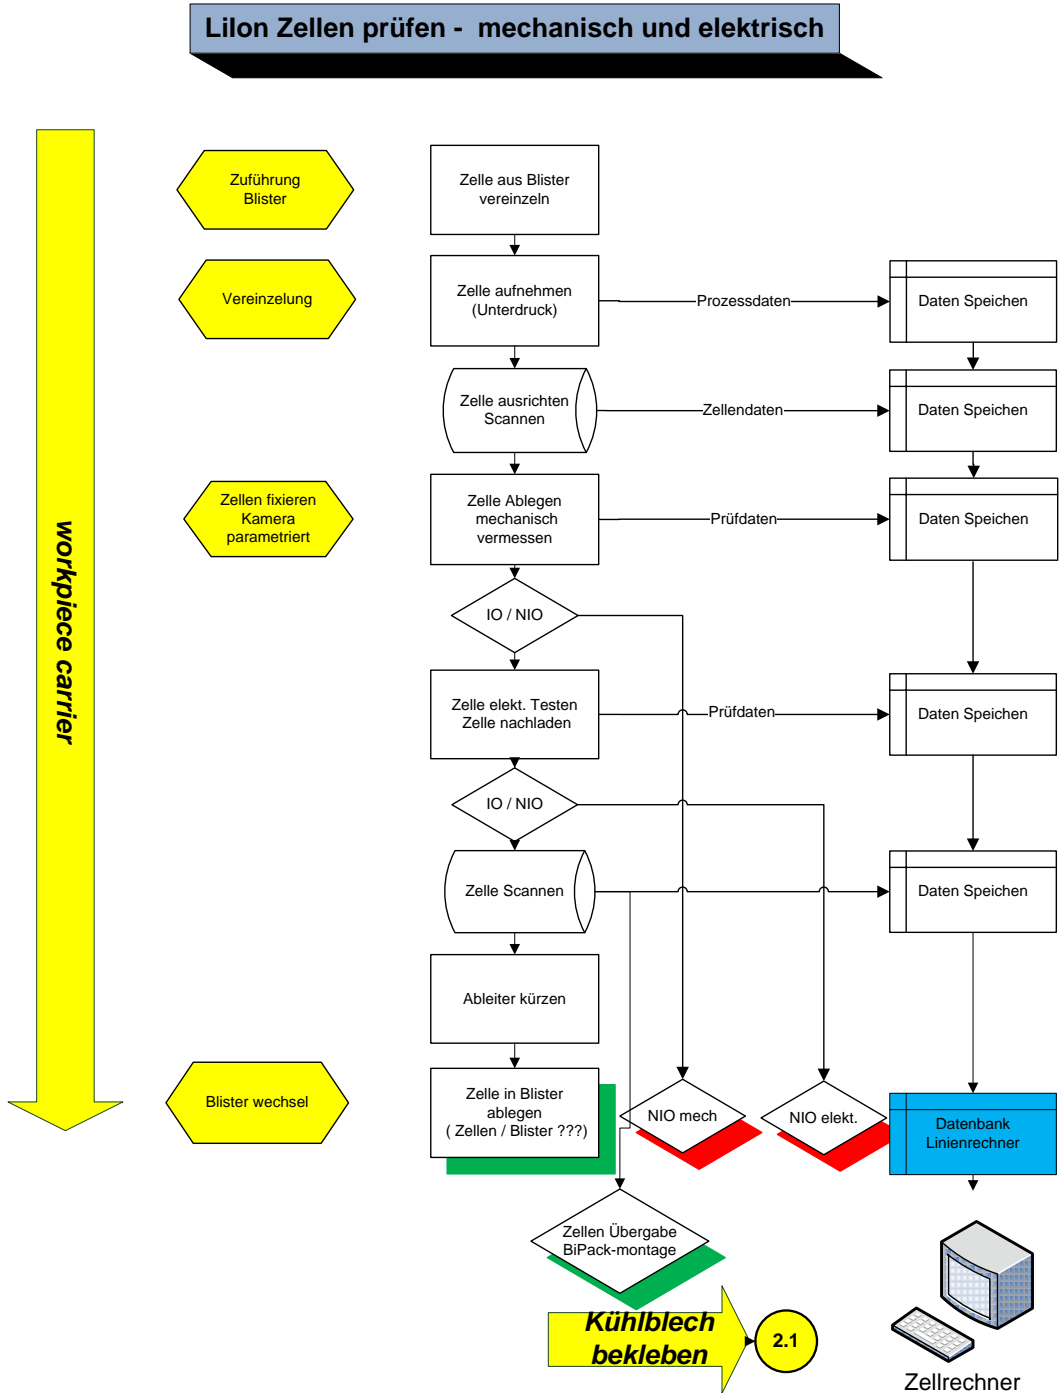 LiIon Zellen prüfen -  mechanisch und elektrisch
Zuführung
Blister
Zelle aus Blister
vereinzeln
Vereinzelung
Zelle aufnehmen
(Unterdruck)
Prozessdaten
Daten Speichen
Zelle ausrichten
Scannen
Zellendaten
Daten Speichen
Zellen fixieren
Kamera
parametriert
Zelle Ablegen
mechanisch
vermessen
Prüfdaten
Daten Speichen
workpiece carrier
IO / NIO
Zelle elekt. Testen
Zelle nachladen
Prüfdaten
Daten Speichen
IO / NIO
Zelle Scannen
Daten Speichen
Ableiter kürzen
Blister wechsel
Zelle in Blister
ablegen
( Zellen / Blister ???)
NIO mech
NIO elekt.
Datenbank
Linienrechner
Zellen Übergabe
BiPack-montage
Kühlblech
bekleben
2.1
Zellrechner